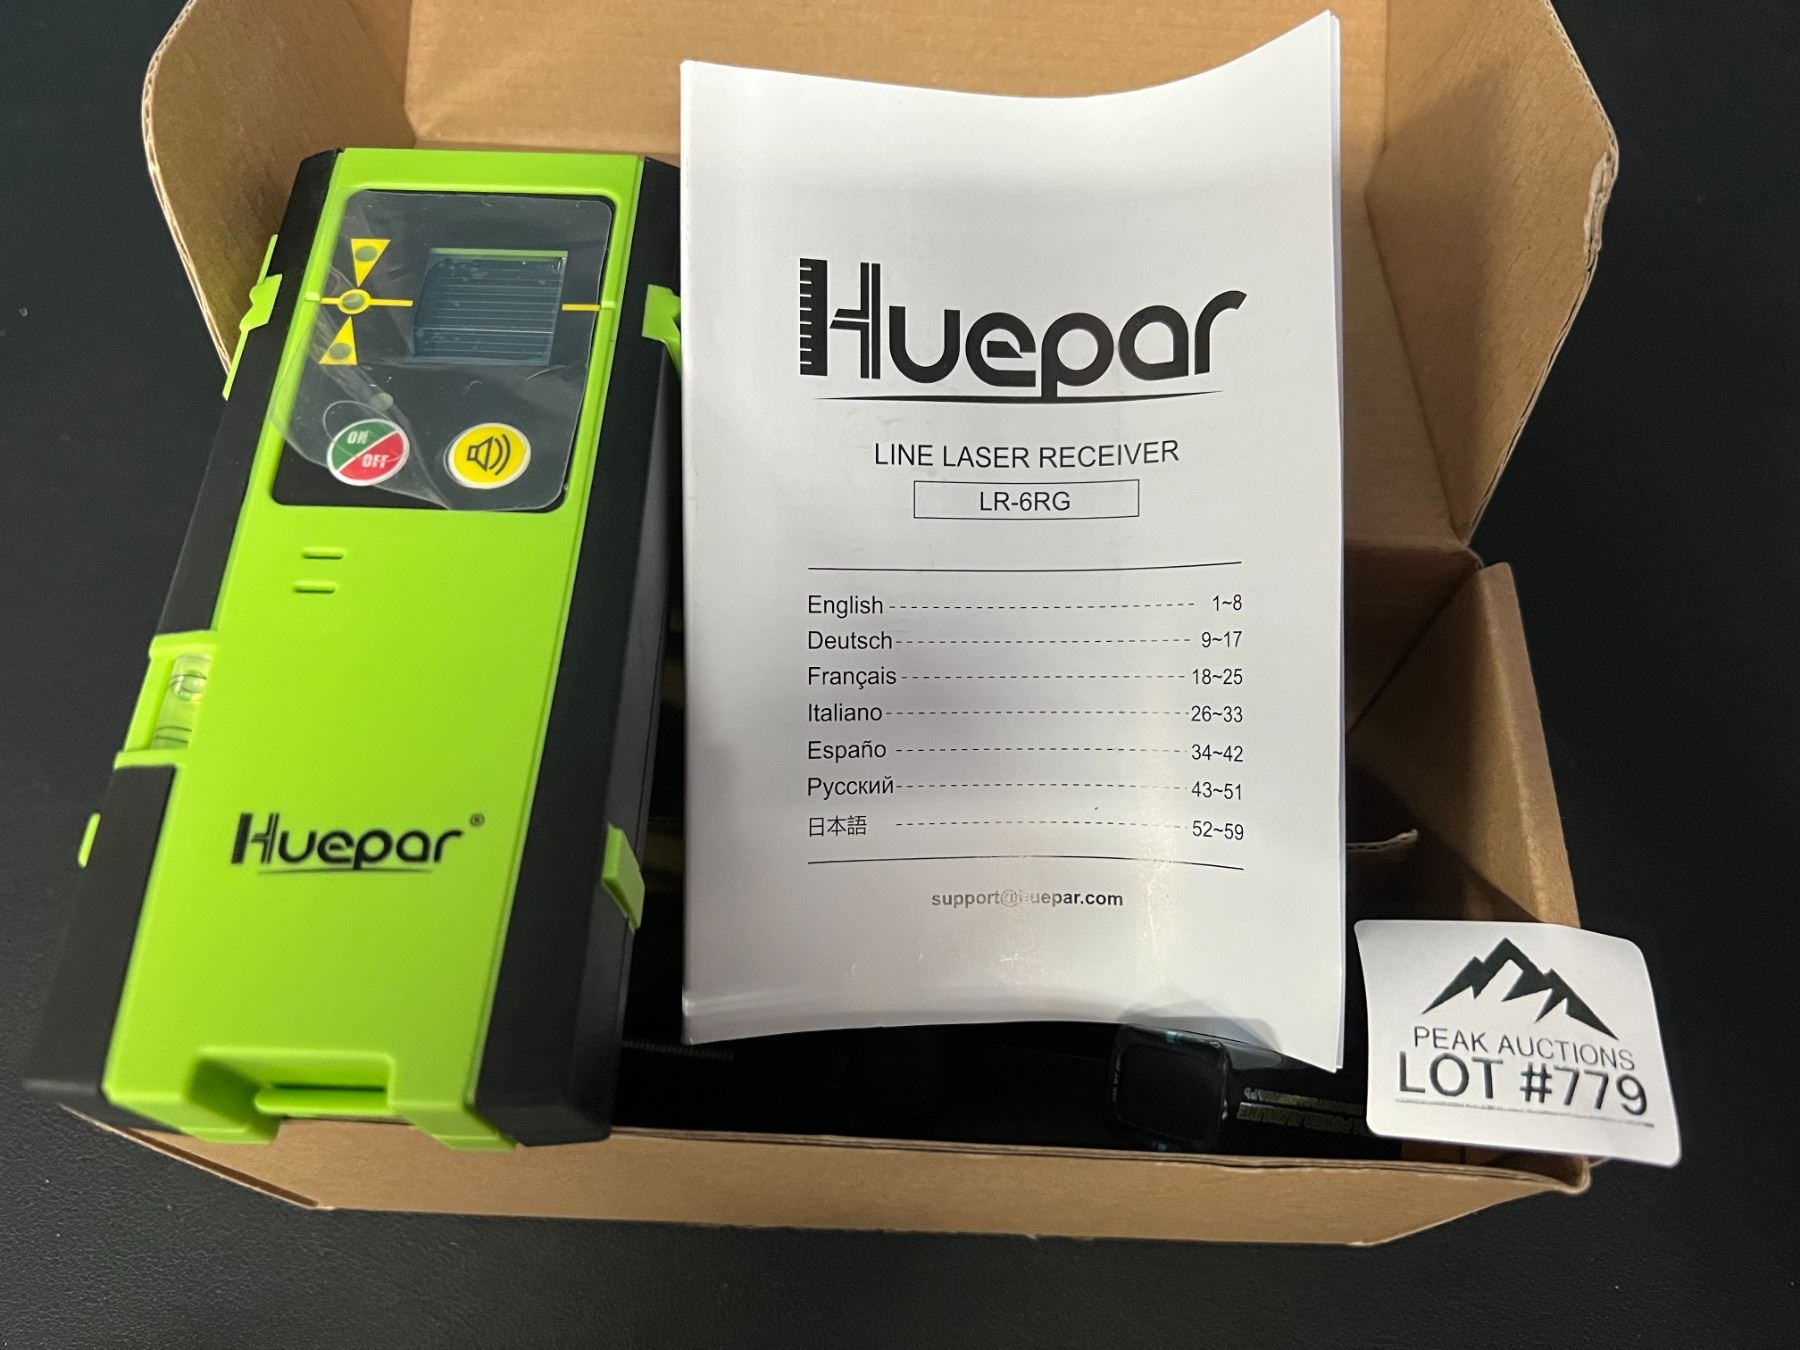 ON
OFF
Huepar®
Huepar
LINE LASER RECEIVER
LR-6RG
English 1~8
Deutsch 9~17
Français 18~25
Italiano 26~33
Españo 34~42
Русский 43~51
日本語 52~59
support@huepar.com
PEAK AUCTIONS
LOT #779